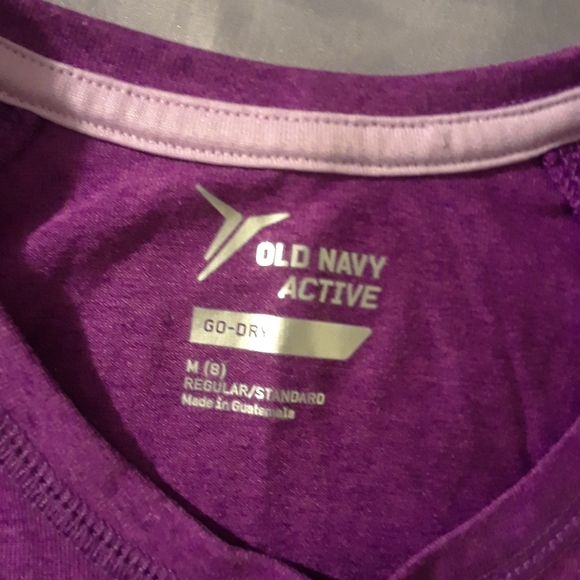 OLD NAVY
ACTIVE
GO-DRY
M (8)
REGULAR/STANDARD
Made in Guatemala